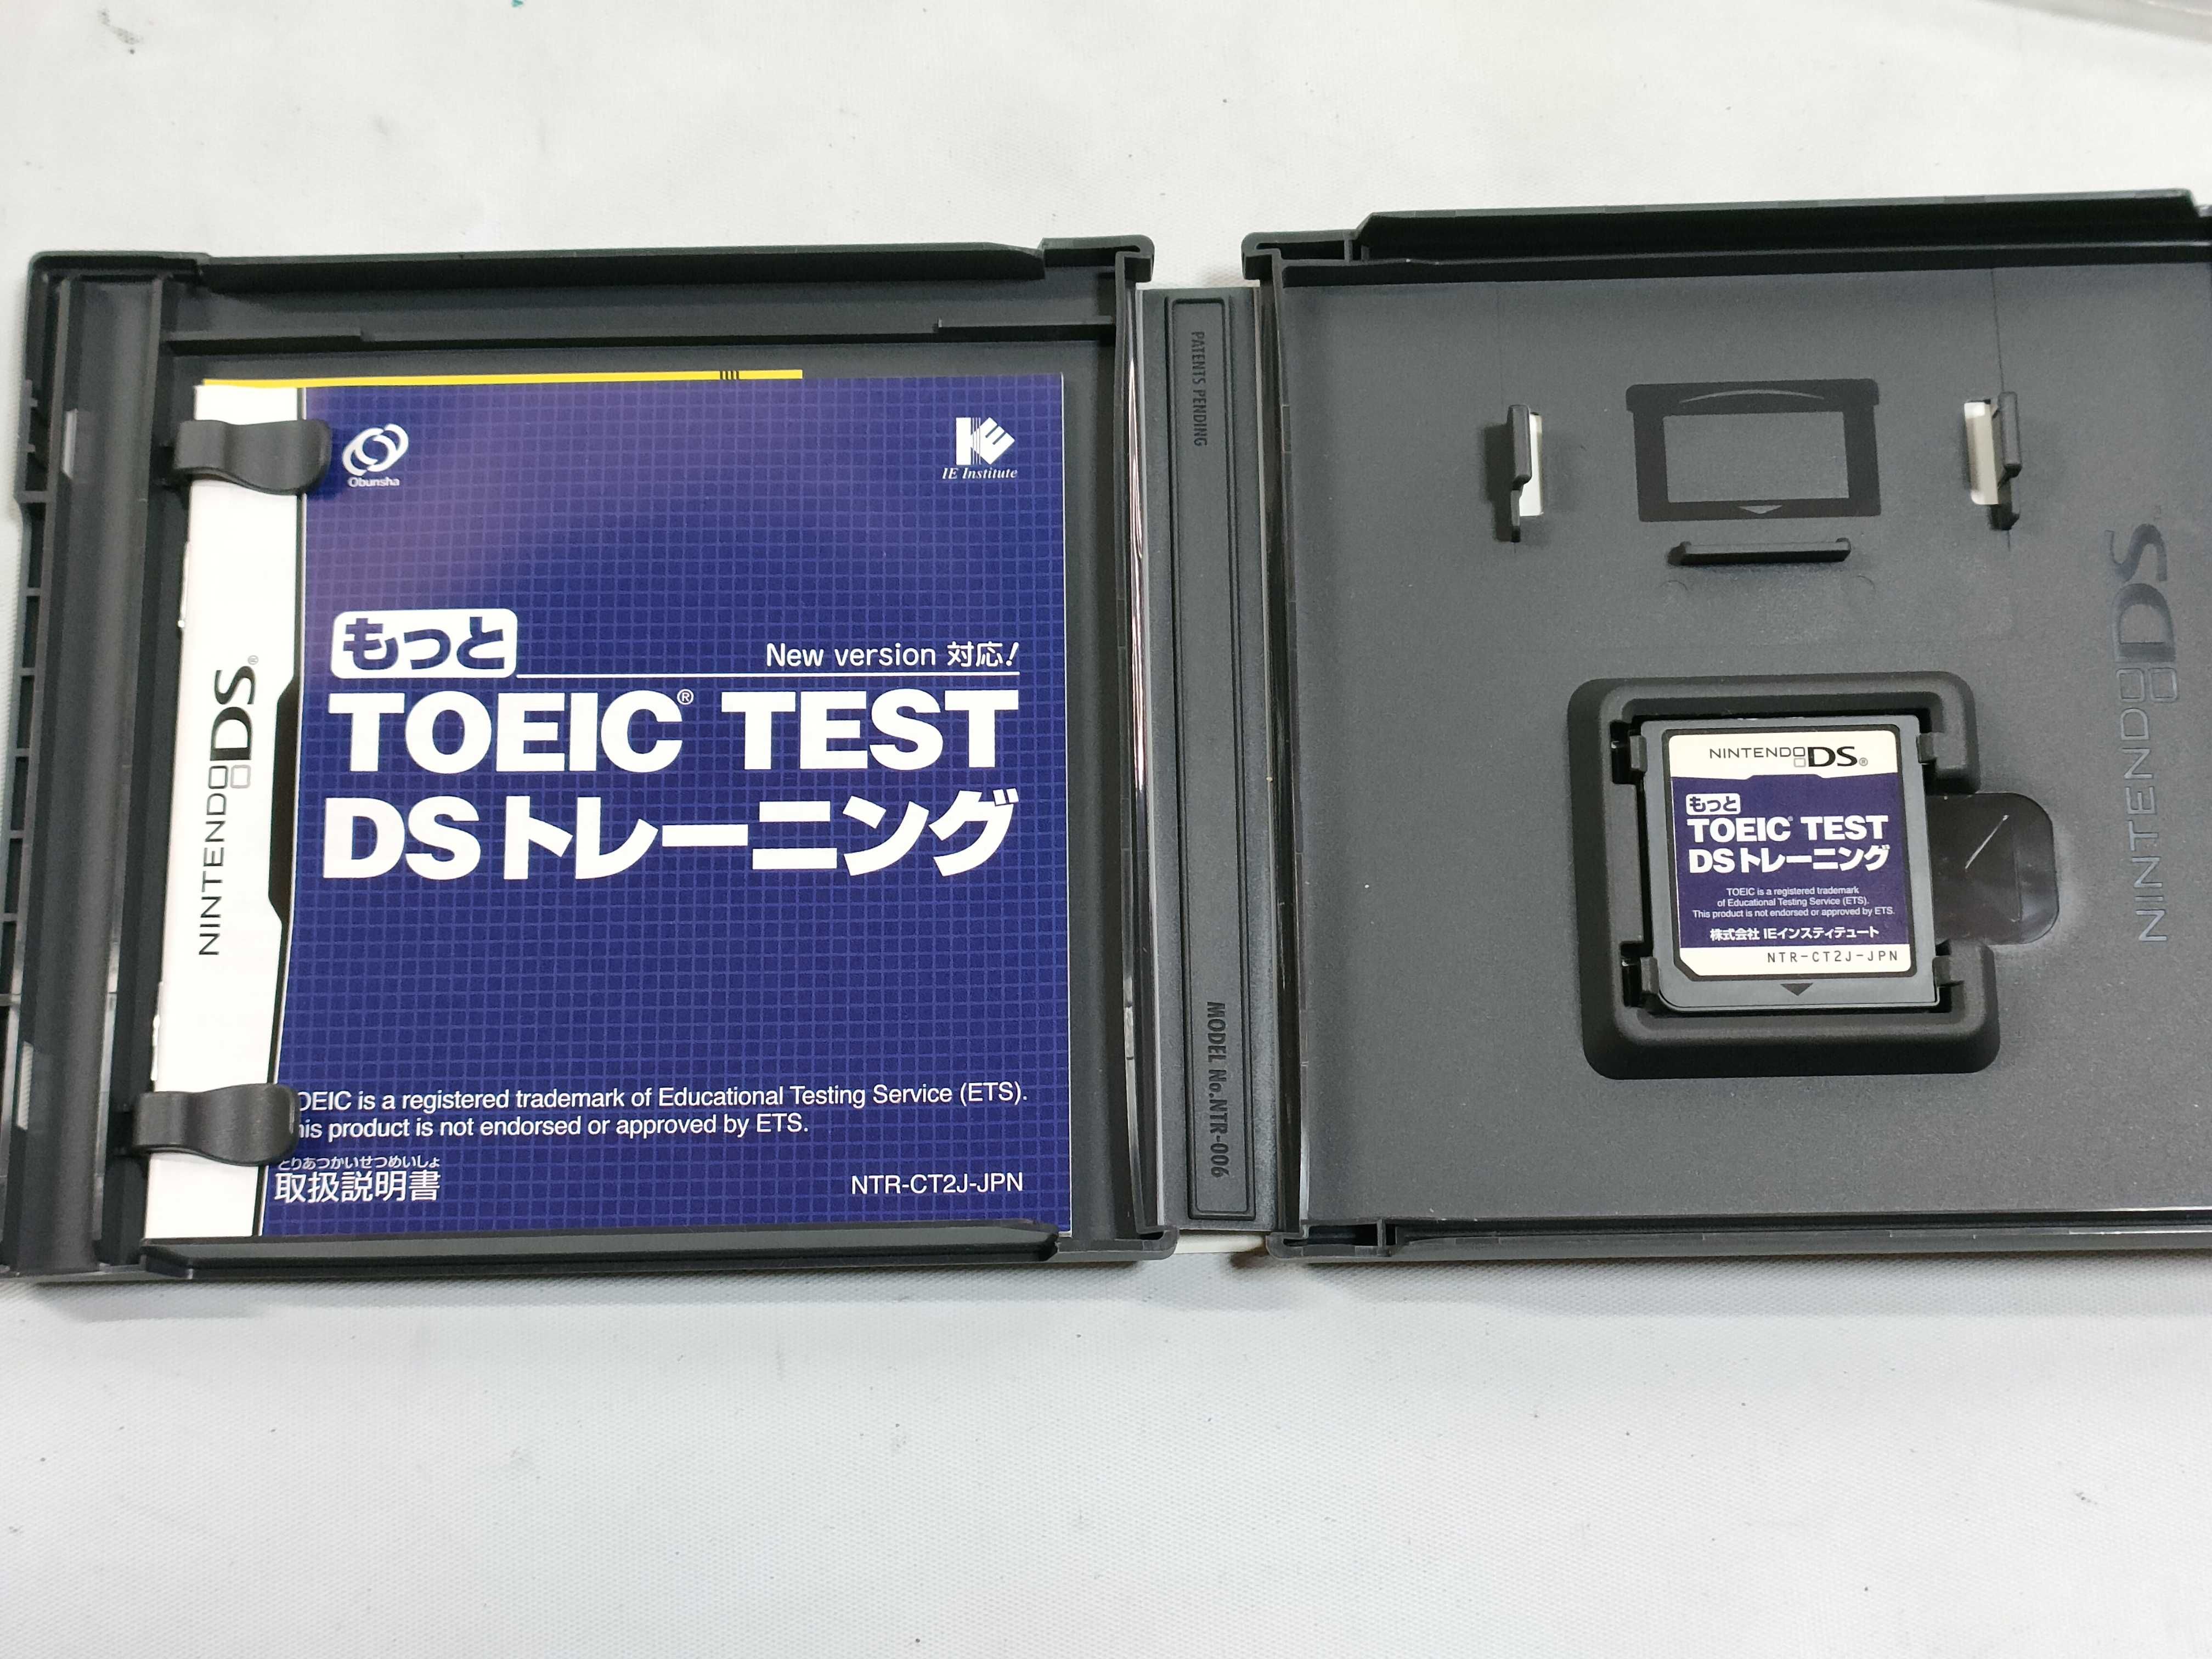 Obunsha
IE Institute
もっと
New version 対応!
TOEIC® TEST
DSトレーニング
OEIC is a registered trademark of Educational Testing Service (ETS).
his product is not endorsed or approved by ETS.
とりあつかいせつめいしょ
取扱説明書
NTR-CT2J-JPN
NINTENDO DS®
PATENTS PENDING
MODEL No.NTR-006
NINTENDO DS®
もっと
TOEIC® TEST
DSトレーニング
TOEIC is a registered trademark
of Educational Testing Service (ETS).
This product is not endorsed or approved by ETS.
株式会社 IEインスティテュート
NTR-CT2J-JPN
NINTENDO DS